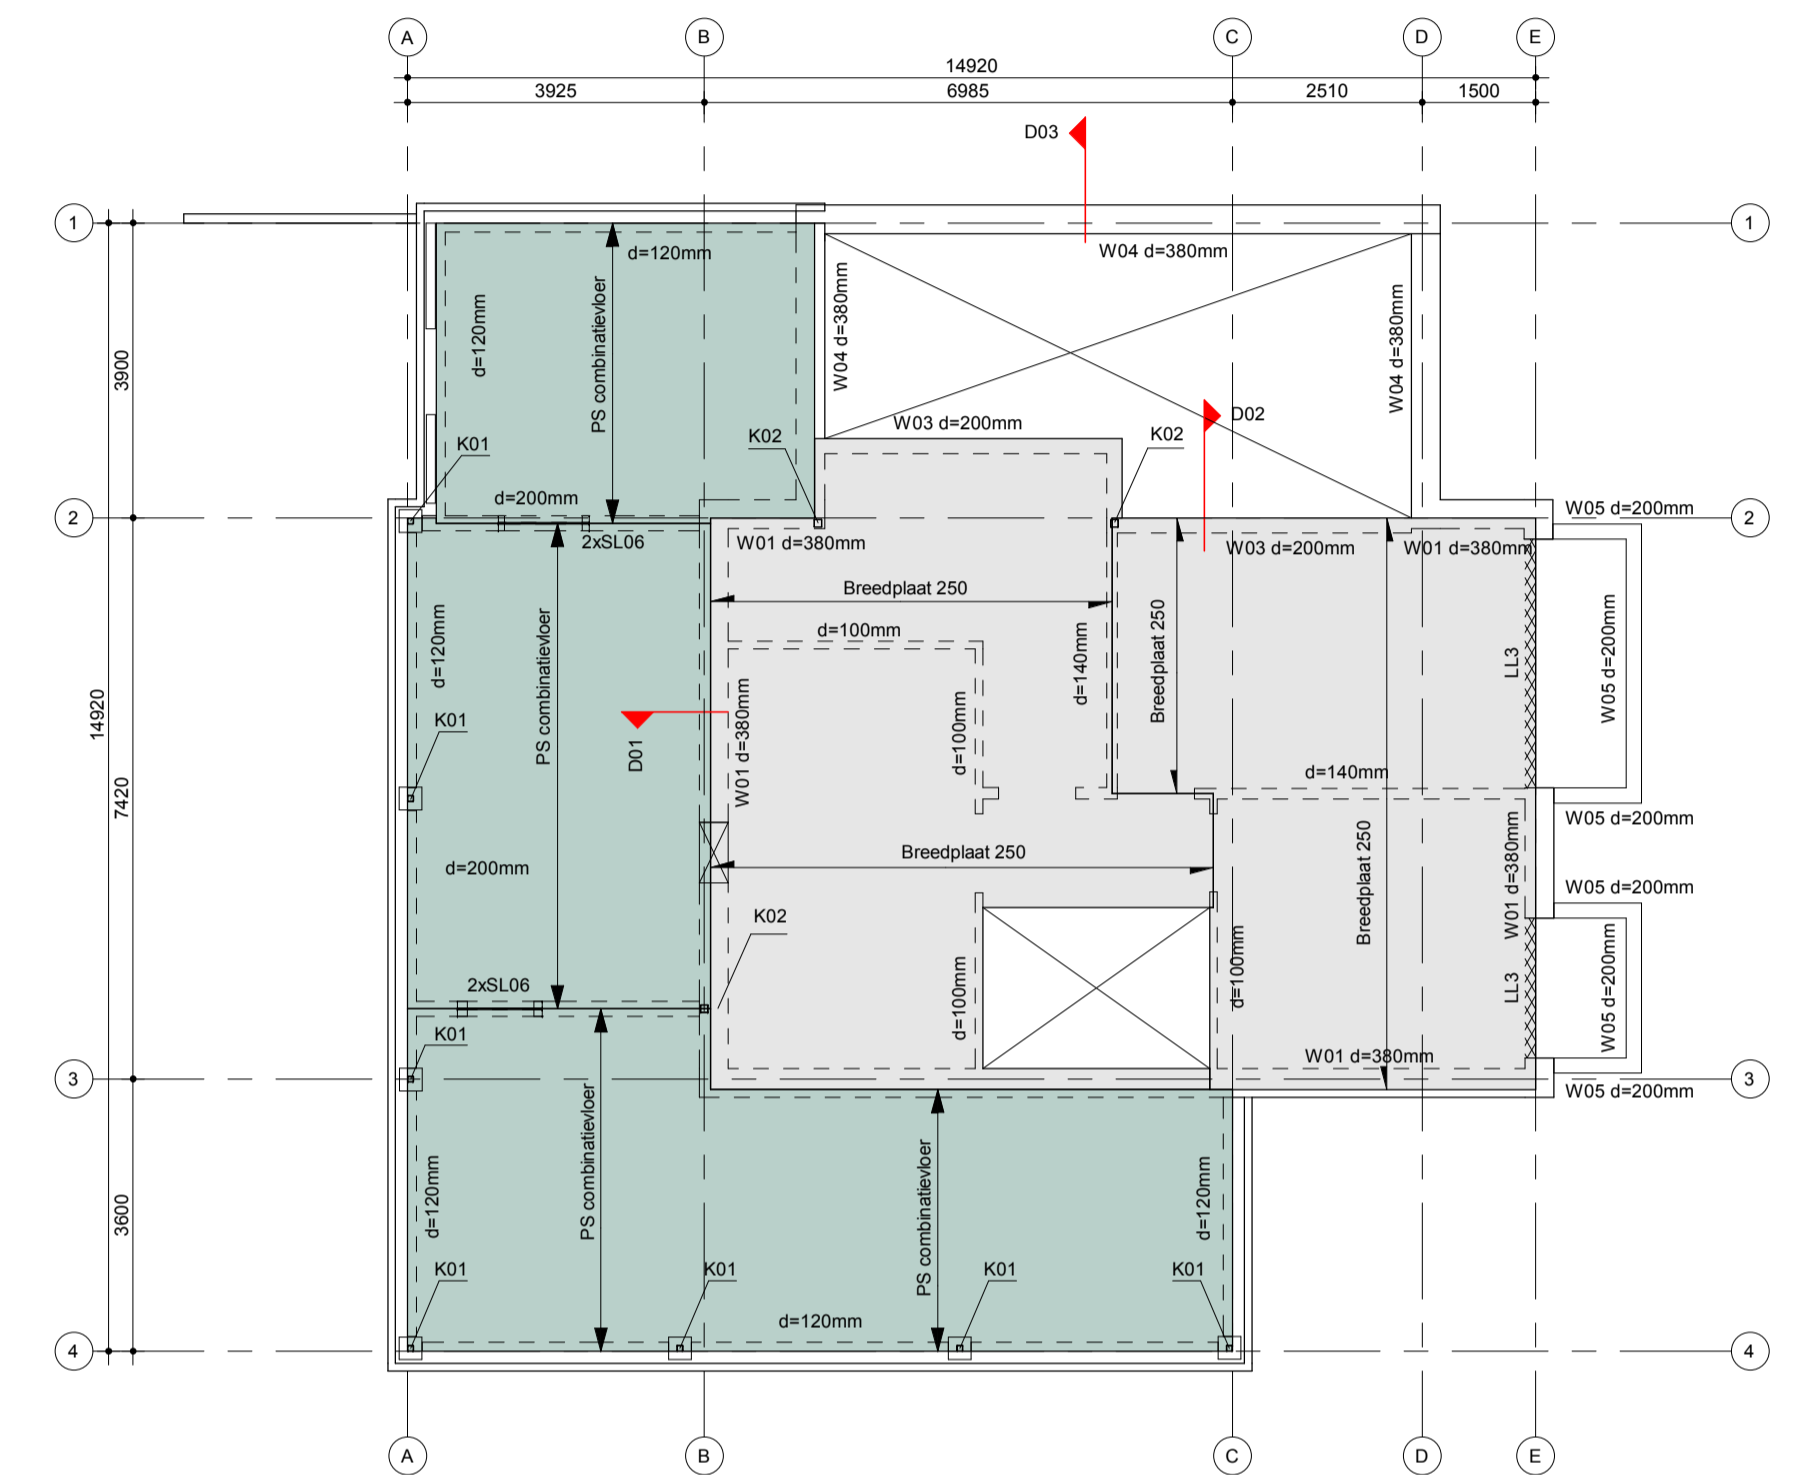 A
B
C
D
E
14920
3925
6985
2510
1500
D03
1
1
d=120mm
W04 d=380mm
d=120mm
PS combinatievloer
W04 d=380mm
W04 d=380mm
3900
W03 d=200mm
D02
K01
K02
K02
d=200mm
W05 d=200mm
2
2
2xSL06
W01 d=380mm
W03 d=200mm
W01 d=380mm
Breedplaat 250
d=100mm
d=120mm
PS combinatievloer
d=140mm
Breedplaat 250
LL3
W05 d=200mm
14920
K01
D01
W01 d=380mm
d=100mm
d=140mm
7420
W05 d=200mm
Breedplaat 250
d=200mm
Breedplaat 250
W01 d=380mm
W05 d=200mm
K02
2xSL06
d=100mm
d=100mm
LL3
W05 d=200mm
K01
W01 d=380mm
3
3
W05 d=200mm
PS combinatievloer
PS combinatievloer
d=120mm
d=120mm
3600
K01
K01
K01
K01
d=120mm
4
4
A
B
C
D
E